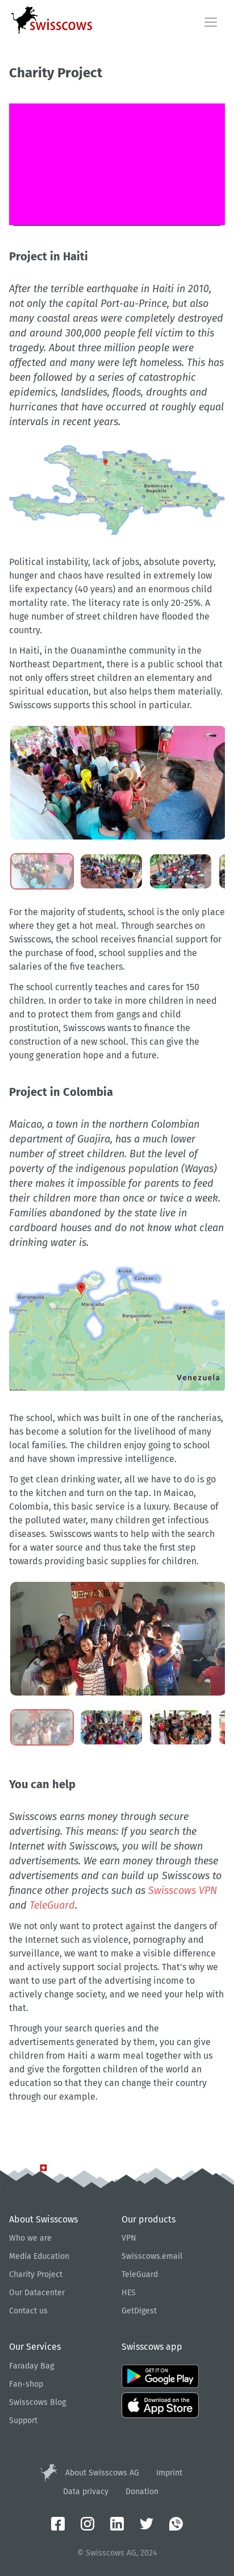 swisscows
Charity Project
Project in Haiti
After the terrible earthquake in Haiti in 2010,
not only the capital Port-au-Prince, but also
many coastal areas were completely destroyed
and around 300,000 people fell victim to this
tragedy. About three million people were
affected and many were left homeless. This has
been followed by a series of catastrophic
epidemics, landslides, floods, droughts and
hurricanes that have occurred at roughly equal
intervals in recent years.
Dominican
Republic
Political instability, lack of jobs, absolute poverty,
hunger and chaos have resulted in extremely low
life expectancy (40 years) and an enormous child
mortality rate. The literacy rate is only 20-25%. A
huge number of street children have flooded the
country.
In Haiti, in the Ouanaminthe community in the
Northeast Department, there is a public school that
not only offers street children an elementary and
spiritual education, but also helps them materially.
Swisscows supports this school in particular.
For the majority of students, school is the only place
where they get a hot meal. Through searches on
Swisscows, the school receives financial support for
the purchase of food, school supplies and the
salaries of the five teachers.
The school currently teaches and cares for 150
children. In order to take in more children in need
and to protect them from gangs and child
prostitution, Swisscows wants to finance the
construction of a new school. This can give the
young generation hope and a future.
Project in Colombia
Maicao, a town in the northern Colombian
department of Guajira, has a much lower
number of street children. But the level of
poverty of the indigenous population (Wayas)
there makes it impossible for parents to feed
their children more than once or twice a week.
Families abandoned by the state live in
cardboard houses and do not know what clean
drinking water is.
Aruba
Curaçao
Barranquilla
Maracaibo
Caracas
Barquisimeto
Valencia
Venezuela
The school, which was built in one of the rancherias,
has become a solution for the livelihood of many
local families. The children enjoy going to school
and have shown impressive intelligence.
To get clean drinking water, all we have to do is go
to the kitchen and turn on the tap. In Maicao,
Colombia, this basic service is a luxury. Because of
the polluted water, many children get infectious
diseases. Swisscows wants to help with the search
for a water source and thus take the first step
towards providing basic supplies for children.
You can help
Swisscows earns money through secure
advertising. This means: If you search the
Internet with Swisscows, you will be shown
advertisements. We earn money through these
advertisements and can build up Swisscows to
finance other projects such as Swisscows VPN
and TeleGuard.
We not only want to protect against the dangers of
the Internet such as violence, pornography and
surveillance, we want to make a visible difference
and actively support social projects. That's why we
want to use part of the advertising income to
actively change society, and we need your help with
that.
Through your search queries and the
advertisements generated by them, you can give
children from Haiti a warm meal together with us
and give the forgotten children of the world an
education so that they can change their country
through our example.
About Swisscows
Who we are
Media Education
Charity Project
Our Datacenter
Contact us
Our products
VPN
Swisscows.email
TeleGuard
HES
GetDigest
Our Services
Faraday Bag
Fan-shop
Swisscows Blog
Support
Swisscows app
GET IT ON
Google Play
Download on the
App Store
About Swisscows AG
Imprint
Data privacy
Donation
© Swisscows AG, 2024